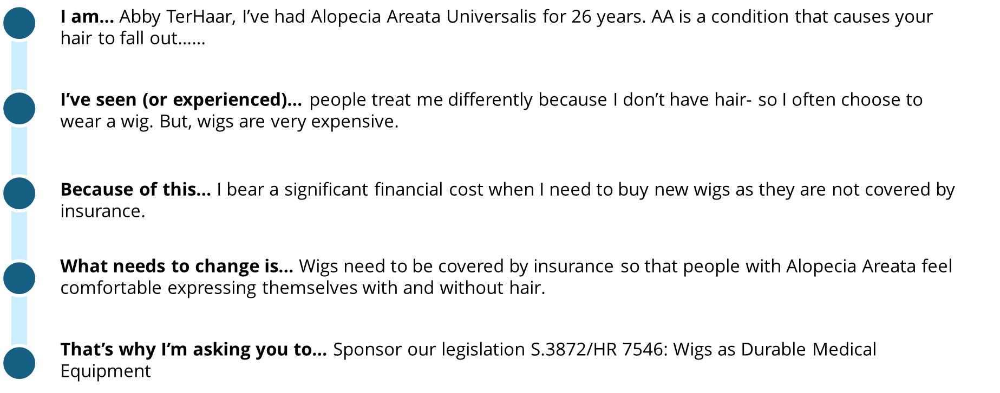 I am... Abby TerHaar, I’ve had Alopecia Areata Universalis for 26 years. AA is a condition that causes your
hair to fall out......
I’ve seen (or experienced)... people treat me differently because I don’t have hair- so I often choose to
wear a wig. But, wigs are very expensive.
Because of this... I bear a significant financial cost when I need to buy new wigs as they are not covered by
insurance.
What needs to change is... Wigs need to be covered by insurance so that people with Alopecia Areata feel
comfortable expressing themselves with and without hair.
That’s why I’m asking you to... Sponsor our legislation S.3872/HR 7546: Wigs as Durable Medical
Equipment